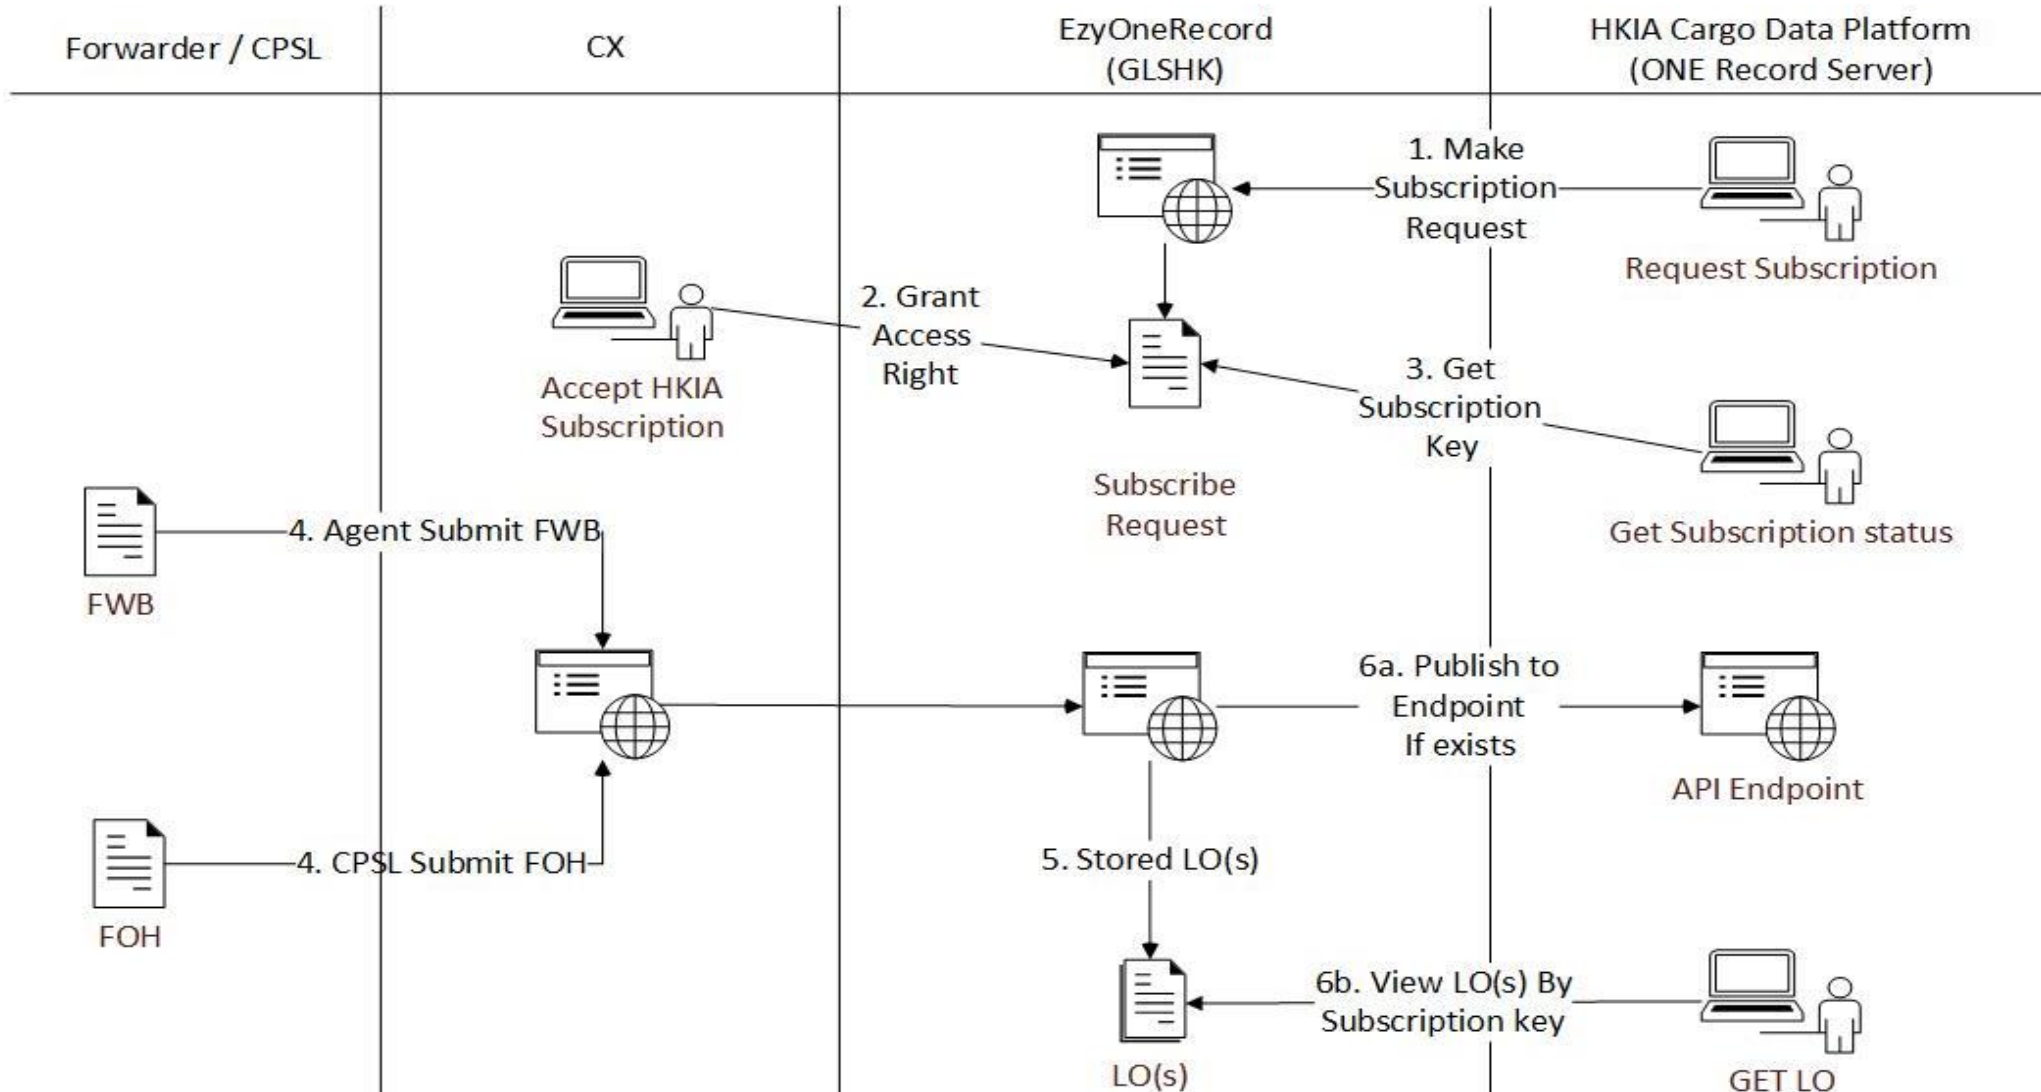 Forwarder / CPSL
CX
EzyOneRecord
(GLSHK)
HKIA Cargo Data Platform
(ONE Record Server)
1. Make
Subscription
Request
Request Subscription
2. Grant
Access
Right
Accept HKIA
Subscription
3. Get
Subscription
Key
Subscribe
Request
Get Subscription status
4. Agent Submit FWB
FWB
6a. Publish to
Endpoint
If exists
API Endpoint
4. CPSL Submit FOH
FOH
5. Stored LO(s)
6b. View LO(s) By
Subscription key
LO(s)
GET LO